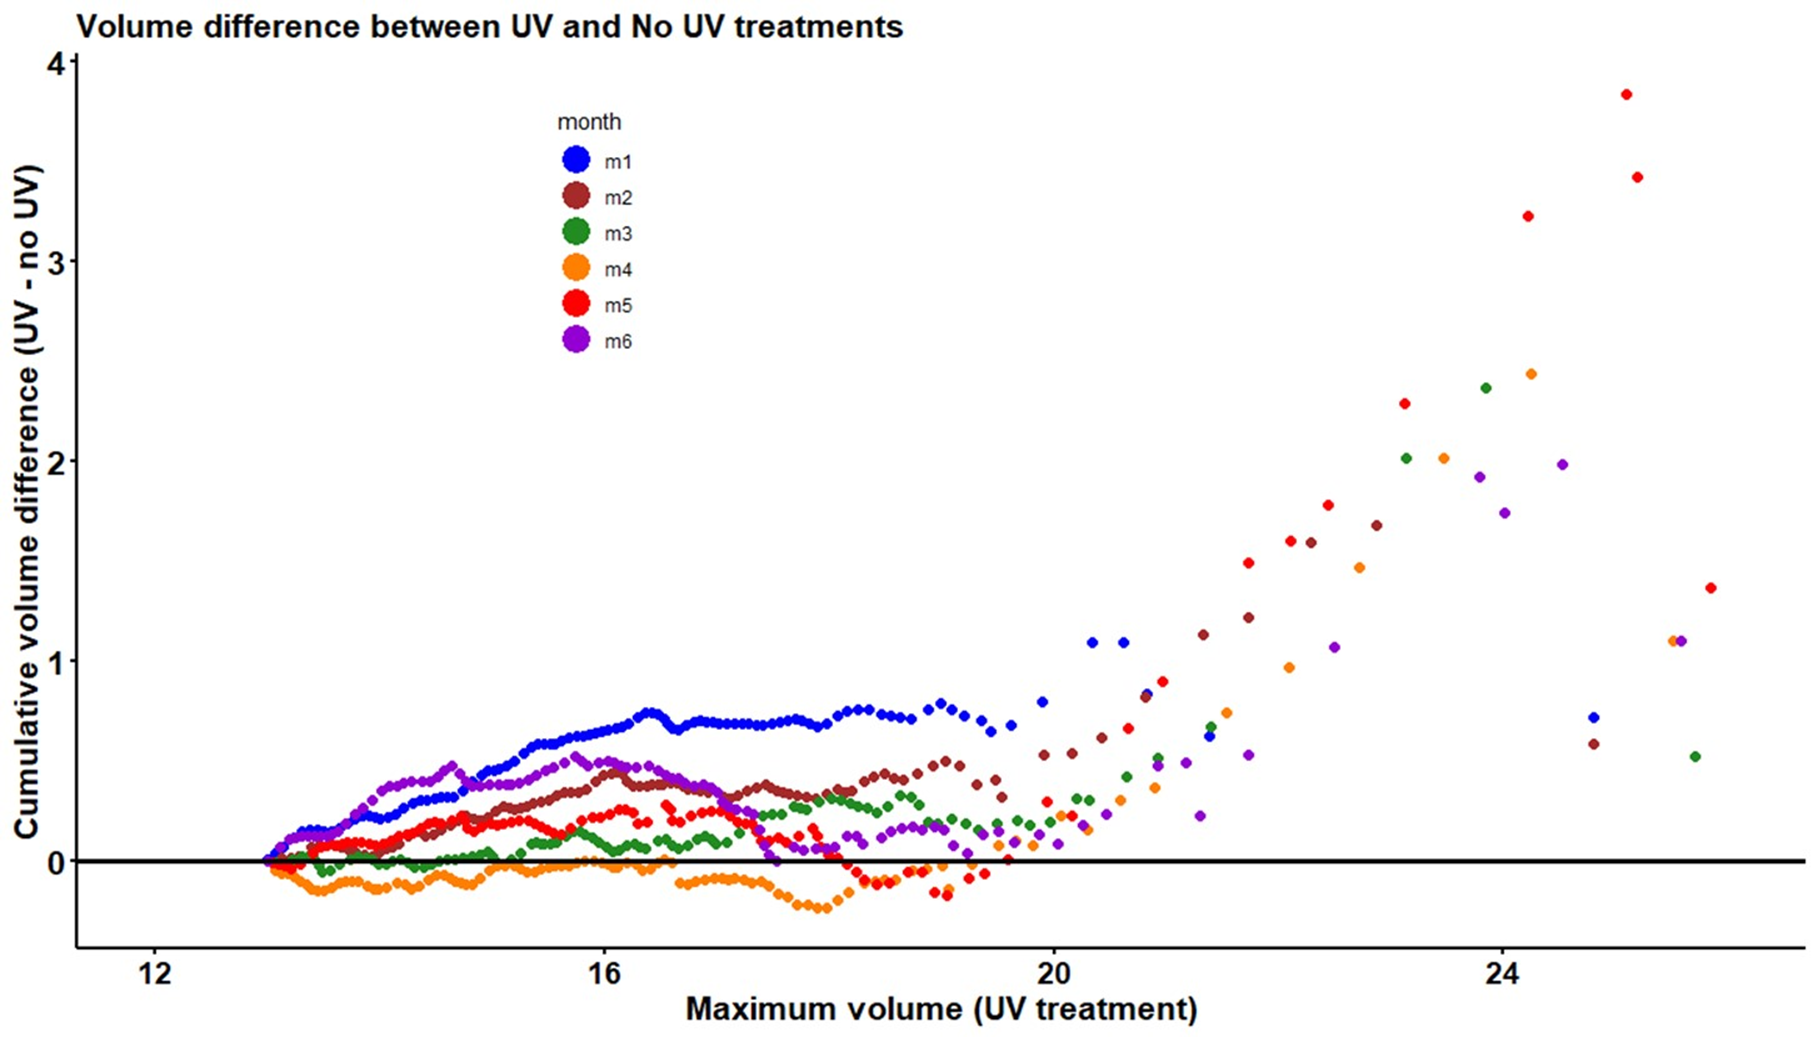 Volume difference between UV and No UV treatments
Cumulative volume difference (UV - no UV)
4
3
2
1
0
month
m1
m2
m3
m4
m5
m6
12 16 20 24
Maximum volume (UV treatment)